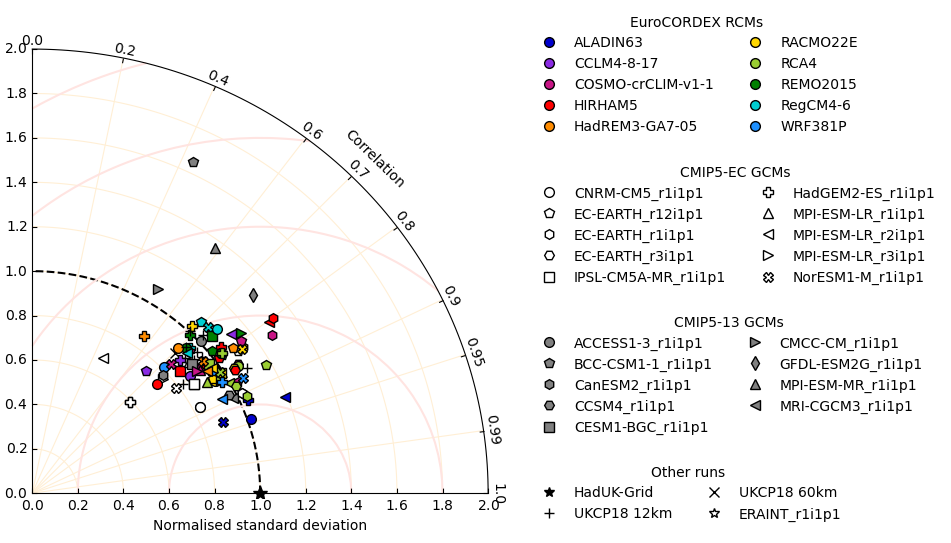 EuroCORDEX RCMs
ALADIN63 RACMO22E
CCLM4-8-17 RCA4
COSMO-crCLIM-v1-1 REMO2015
HIRHAM5 RegCM4-6
HadREM3-GA7-05 WRF381P
CMIP5-EC GCMs
CNRM-CM5_r1i1p1 HadGEM2-ES_r1i1p1
EC-EARTH_r12i1p1 MPI-ESM-LR_r1i1p1
EC-EARTH_r1i1p1 MPI-ESM-LR_r2i1p1
EC-EARTH_r3i1p1 MPI-ESM-LR_r3i1p1
IPSL-CM5A-MR_r1i1p1 NorESM1-M_r1i1p1
CMIP5-13 GCMs
ACCESS1-3_r1i1p1 CMCC-CM_r1i1p1
BCC-CSM1-1_r1i1p1 GFDL-ESM2G_r1i1p1
CanESM2_r1i1p1 MPI-ESM-MR_r1i1p1
CCSM4_r1i1p1 MRI-CGCM3_r1i1p1
CESM1-BGC_r1i1p1
Other runs
HadUK-Grid UKCP18 60km
UKCP18 12km ERAINT_r1i1p1
0.0
0.2
0.4
0.6
Correlation
0.7
0.8
0.9
0.95
0.99
1.0
2.0
1.8
1.6
1.4
1.2
1.0
0.8
0.6
0.4
0.2
0.0
0.0 0.2 0.4 0.6 0.8 1.0 1.2 1.4 1.6 1.8 2.0
Normalised standard deviation